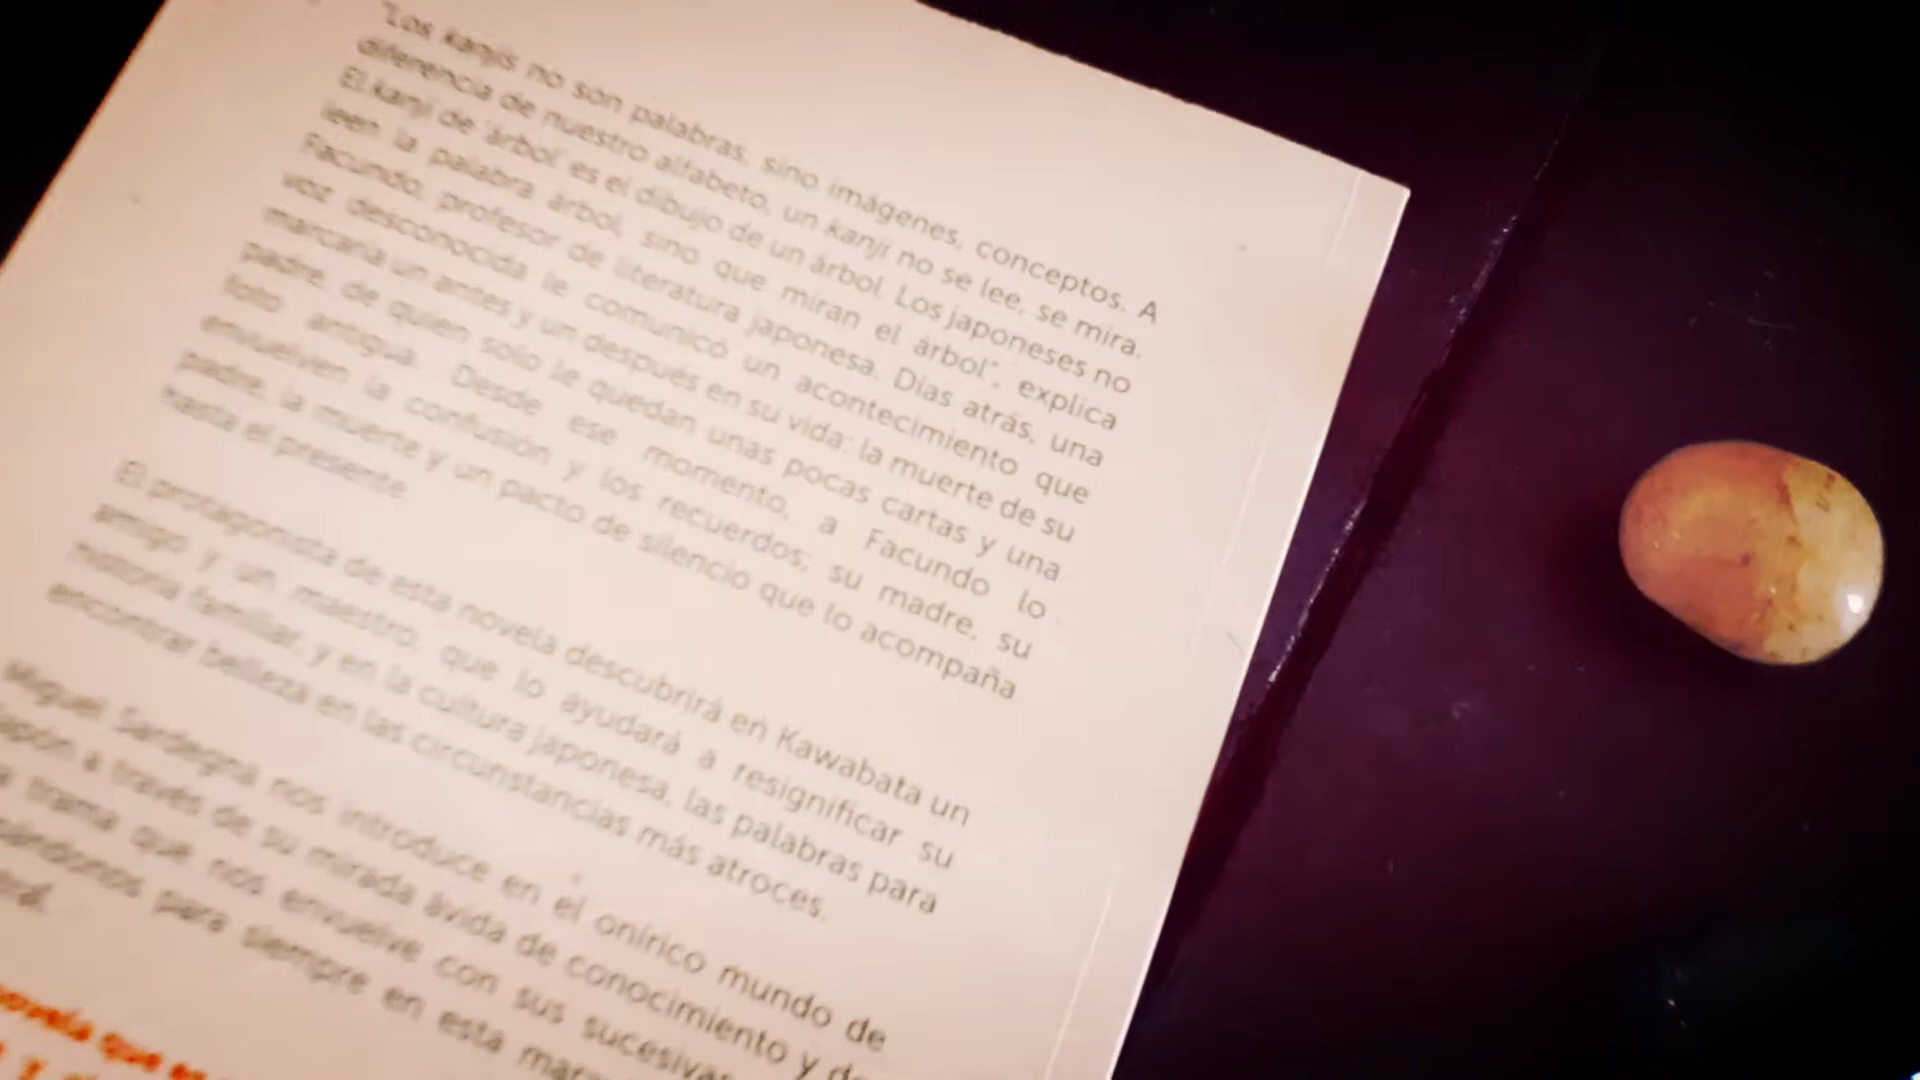 "Los kanjis no son palabras, sino imágenes, conceptos. A
diferencia de nuestro alfabeto, un kanji no se lee, se mira.
El kanji de árbol es el dibujo de un árbol. Los japoneses no
leen la palabra árbol, sino que miran el árbol", explica
Facundo, profesor de literatura japonesa. Días atrás, una
voz desconocida le comunicó un acontecimiento que
marcaría un antes y un después en su vida: la muerte de su
padre, de quien solo le quedan unas pocas cartas y una
foto antigua. Desde ese momento, a Facundo lo
envuelven la confusión y los recuerdos; su madre, su
padre, la muerte y un pacto de silencio que lo acompaña
hasta el presente.
El protagonista de esta novela descubrirá en Kawabata un
amigo y un maestro, que lo ayudará a resignificar su
historia familiar, y en la cultura japonesa, las palabras para
encontrar belleza en las circunstancias más atroces.
Miguel Sardegna nos introduce en el onírico mundo de
Japón a través de su mirada ávida de conocimiento y de
trama que nos envuelve con sus sucesivas
para siempre en esta
novela que es
y